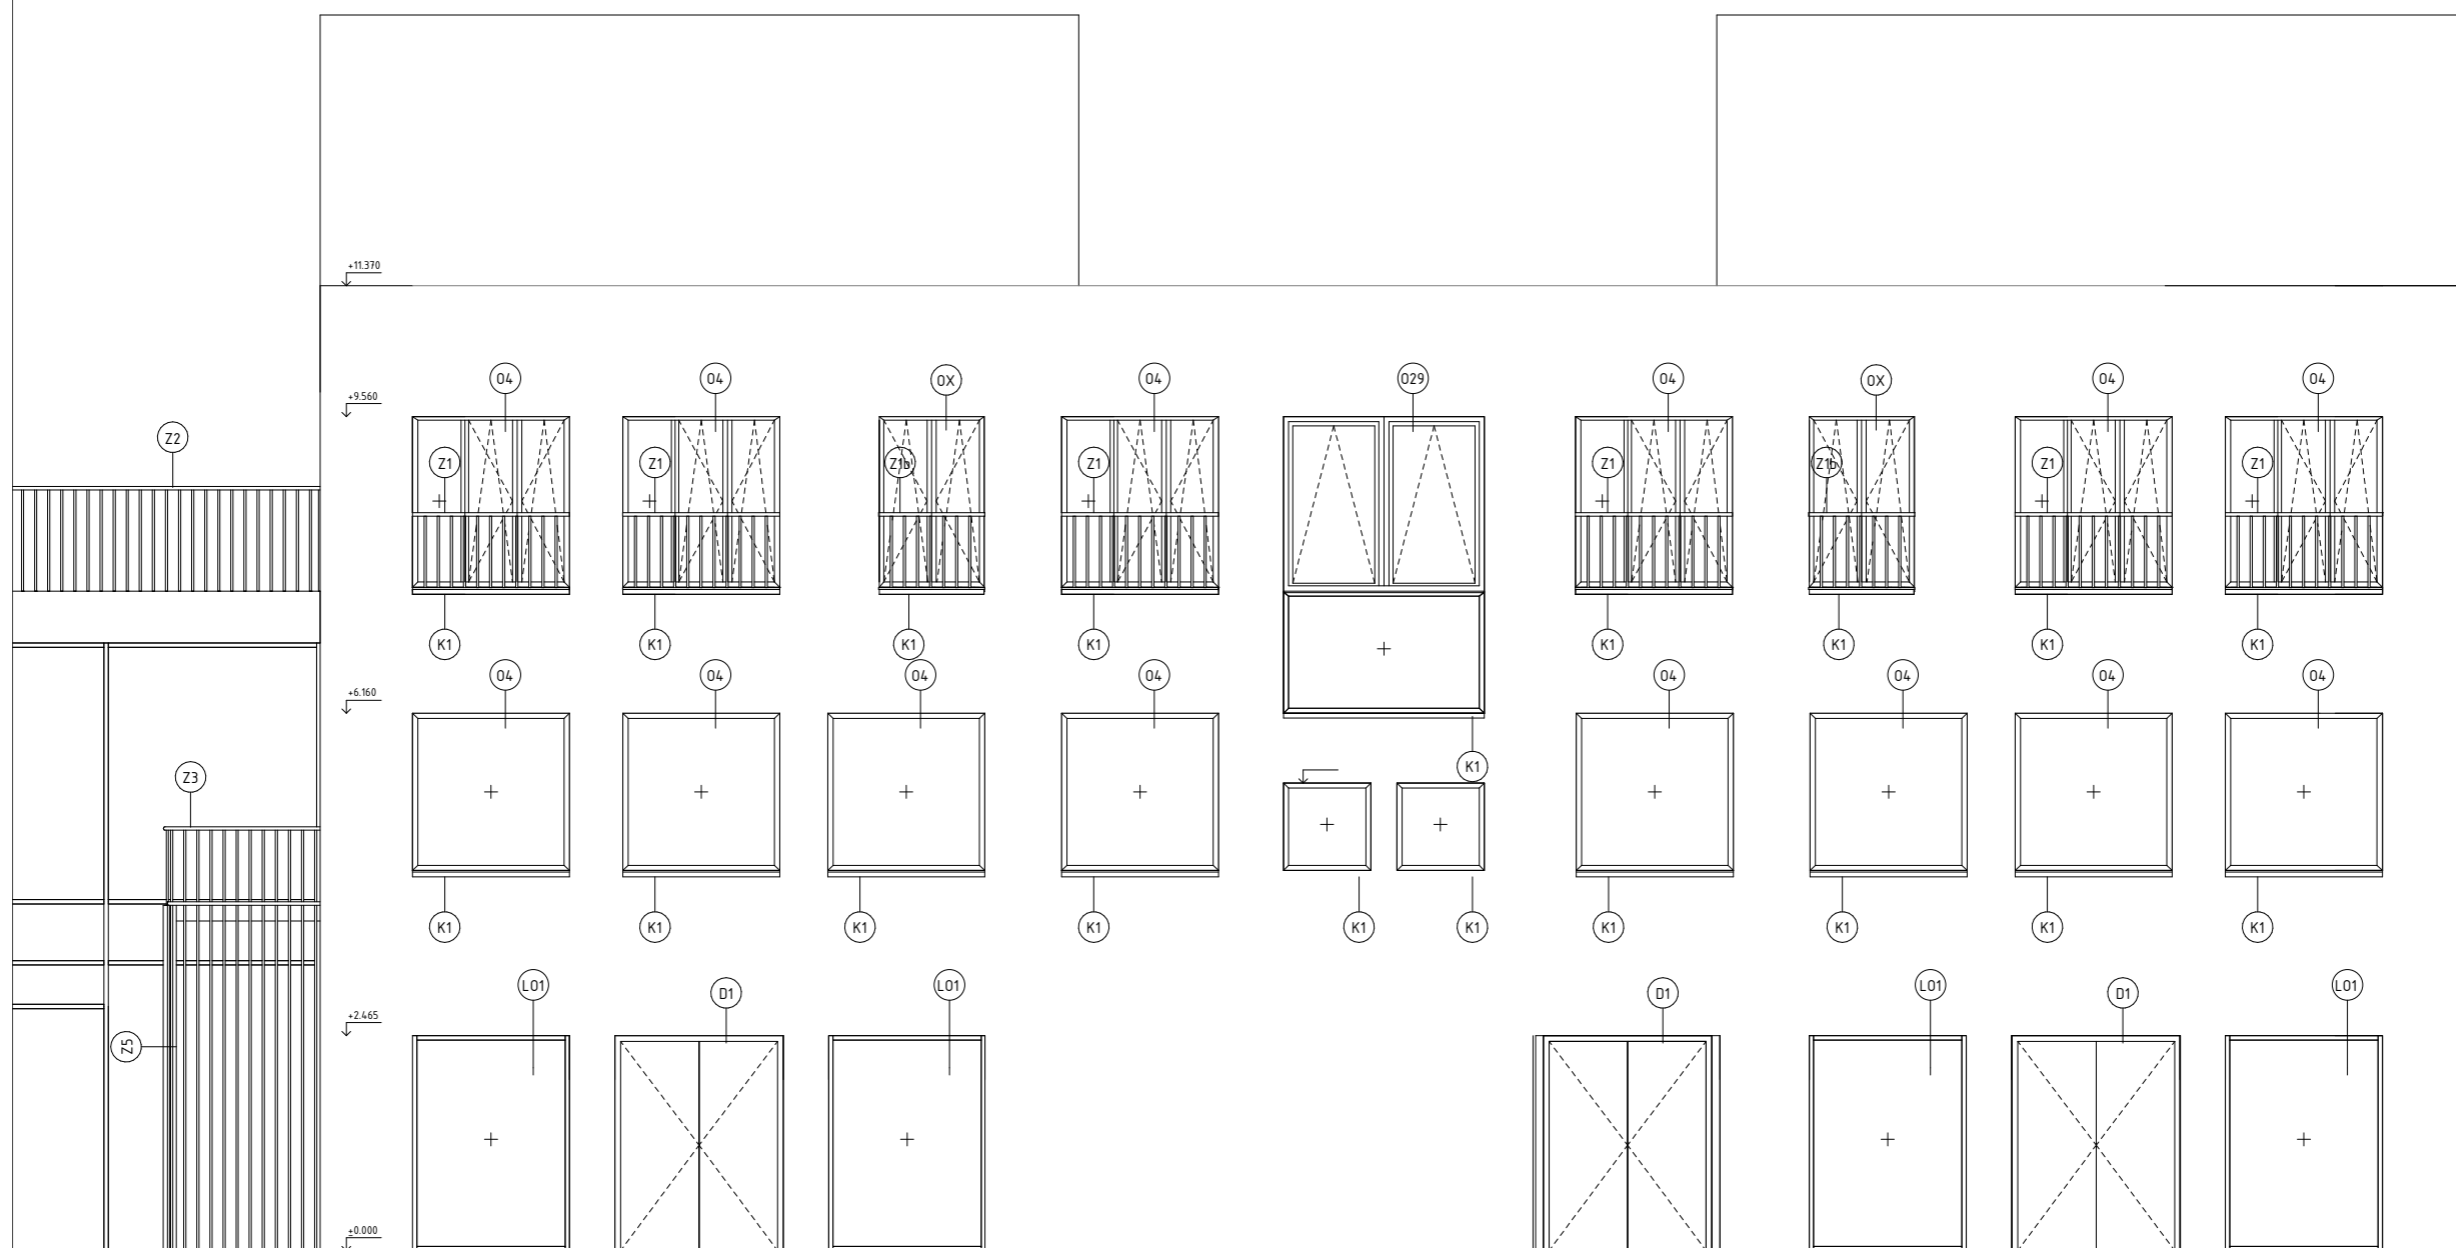 +11.370
04 04 0X 04 029 04 0X 04 04
+9.560
Z2
Z1 Z1 Z1b Z1 Z1 Z1b Z1 Z1
K1 K1 K1 K1 K1 K1 K1 K1
04 04 04 04 04 04 04 04
+6.160
K1
Z3
K1 K1 K1 K1 K1 K1 K1 K1 K1 K1
L01 D1 L01 D1 L01 D1 L01
+2.465
Z5
±0.000